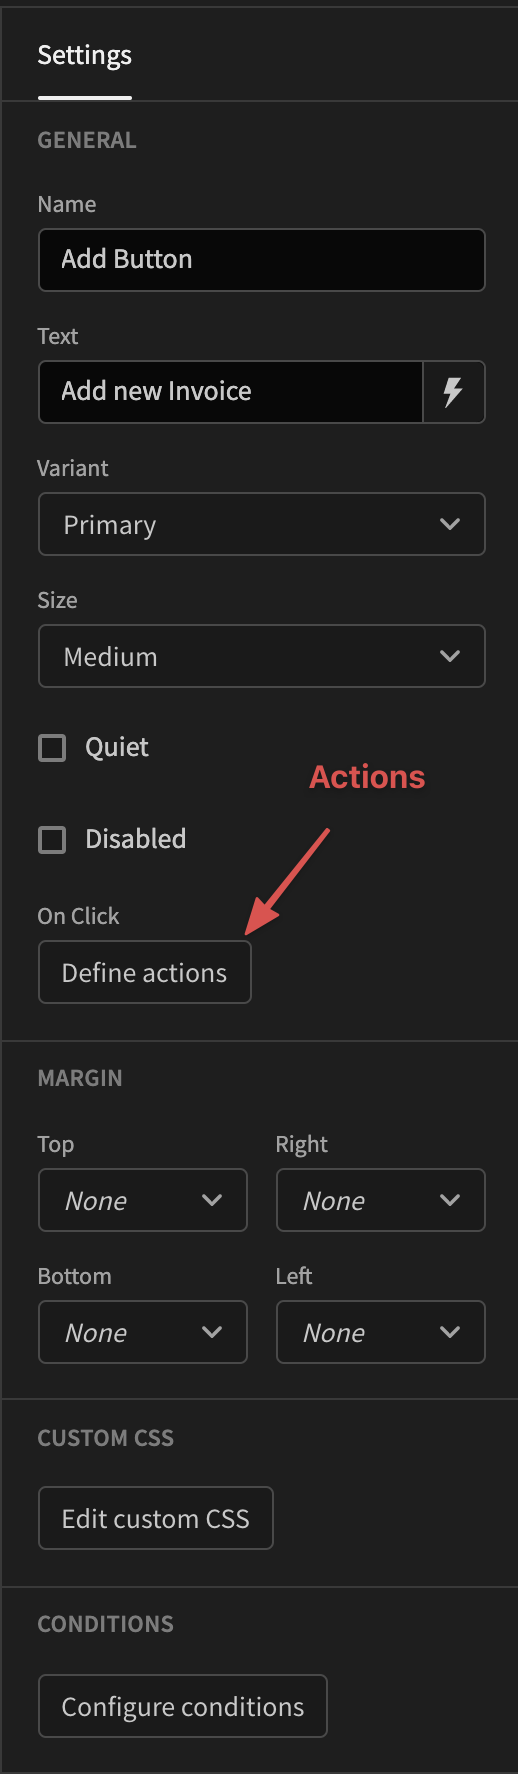 Settings
GENERAL
Name
Add Button
Text
Add new Invoice
Variant
Primary
Size
Medium
Quiet
Actions
Disabled
On Click
Define actions
MARGIN
Top Right
None None
Bottom Left
None None
CUSTOM CSS
Edit custom CSS
CONDITIONS
Configure conditions